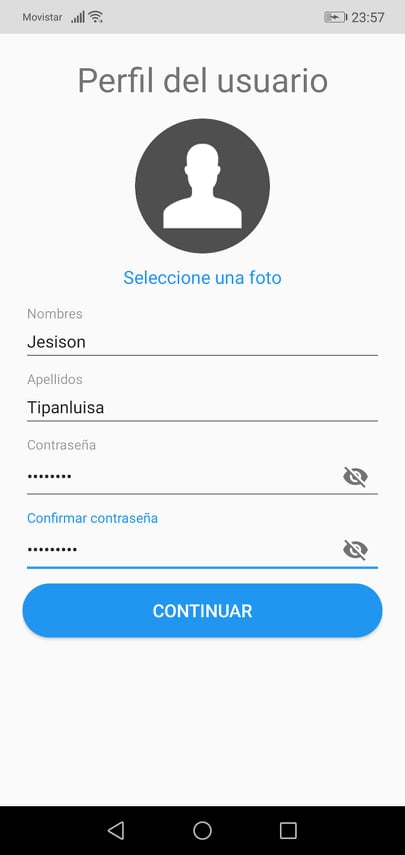 Movistar 23:57
Perfil del usuario
Seleccione una foto
Nombres
Jesison
Apellidos
Tipanluisa
Contraseña
••••••••
Confirmar contraseña
•••••••••
CONTINUAR